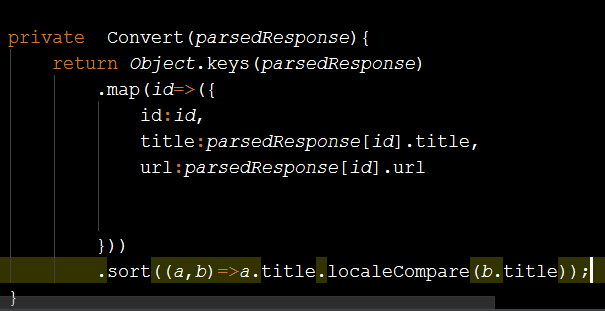 private  Convert(parsedResponse){
    return Object.keys(parsedResponse)
        .map(id=>({
            id:id,
            title:parsedResponse[id].title,
            url:parsedResponse[id].url
        }))
        .sort((a,b)=>a.title.localeCompare(b.title));
}